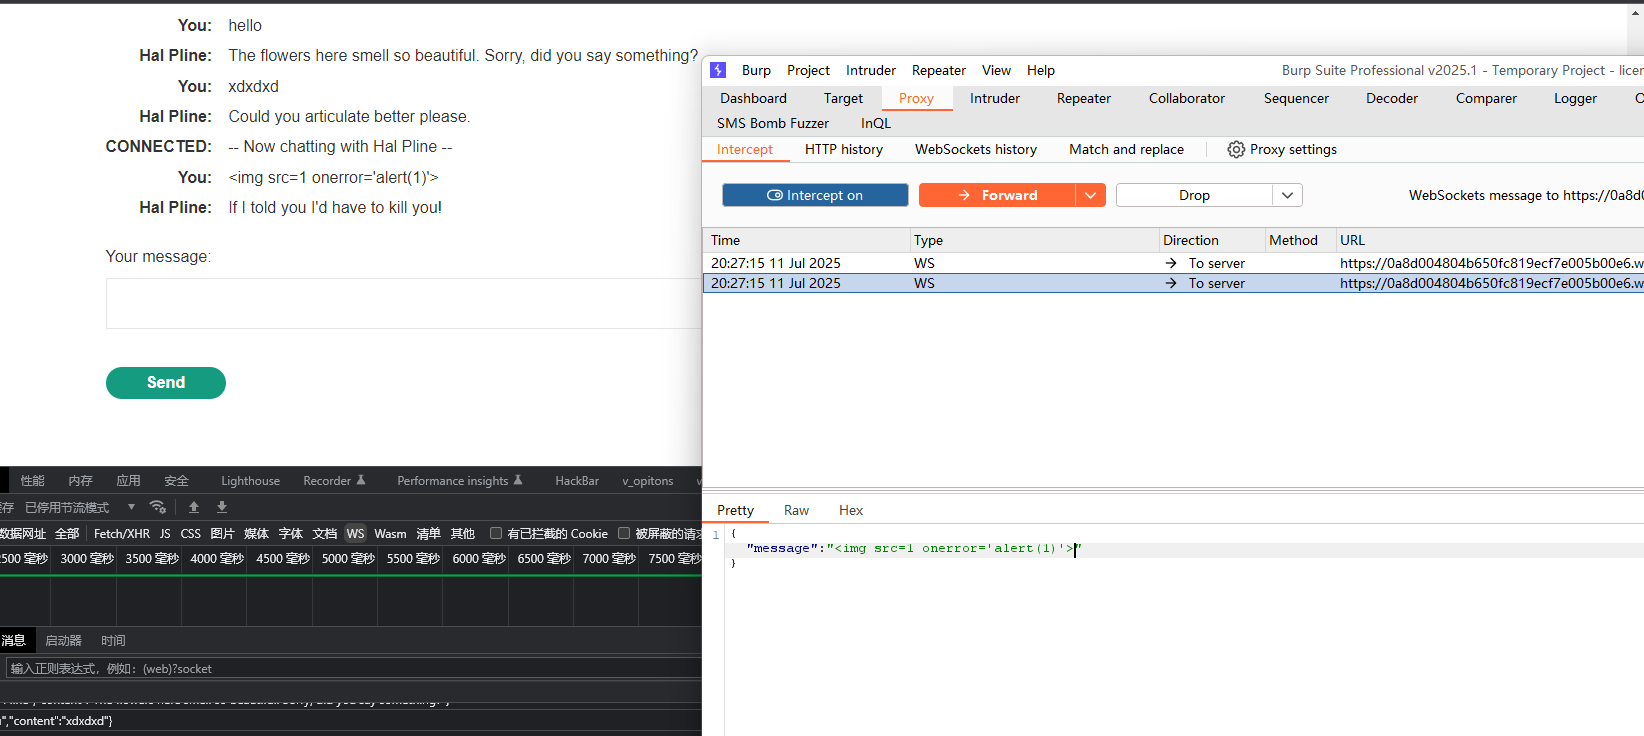 You: hello
Hal Pline: The flowers here smell so beautiful. Sorry, did you say something?
You: xdxdxd
Hal Pline: Could you articulate better please.
CONNECTED: -- Now chatting with Hal Pline --
You: <img src=1 onerror='alert(1)'>
Hal Pline: If I told you I'd have to kill you!
Your message:
Send
Burp Project Intruder Repeater View Help Burp Suite Professional v2025.1 - Temporary Project - licen
Dashboard Target Proxy Intruder Repeater Collaborator Sequencer Decoder Comparer Logger
SMS Bomb Fuzzer InQL
Intercept HTTP history WebSockets history Match and replace Proxy settings
Intercept on Forward Drop WebSockets message to https://0a8d0
Time Type Direction Method URL
20:27:15 11 Jul 2025 WS → To server https://0a8d004804b650fc819ecf7e005b00e6.w
20:27:15 11 Jul 2025 WS → To server https://0a8d004804b650fc819ecf7e005b00e6.w
Pretty Raw Hex
1 {
"message":"<img src=1 onerror='alert(1)'>"
}
性能 内存 应用 安全 Lighthouse Recorder Performance insights HackBar v_opitons v
存 已停用节流模式
数据网址 全部 Fetch/XHR JS CSS 图片 媒体 字体 文档 WS Wasm 清单 其他 有已拦截的 Cookie 被屏蔽的请求
2500 毫秒 3000 毫秒 3500 毫秒 4000 毫秒 4500 毫秒 5000 毫秒 5500 毫秒 6000 毫秒 6500 毫秒 7000 毫秒 7500 毫秒
消息 启动器 时间
输入正则表达式，例如：(web)?socket
","content":"xdxdxd"}